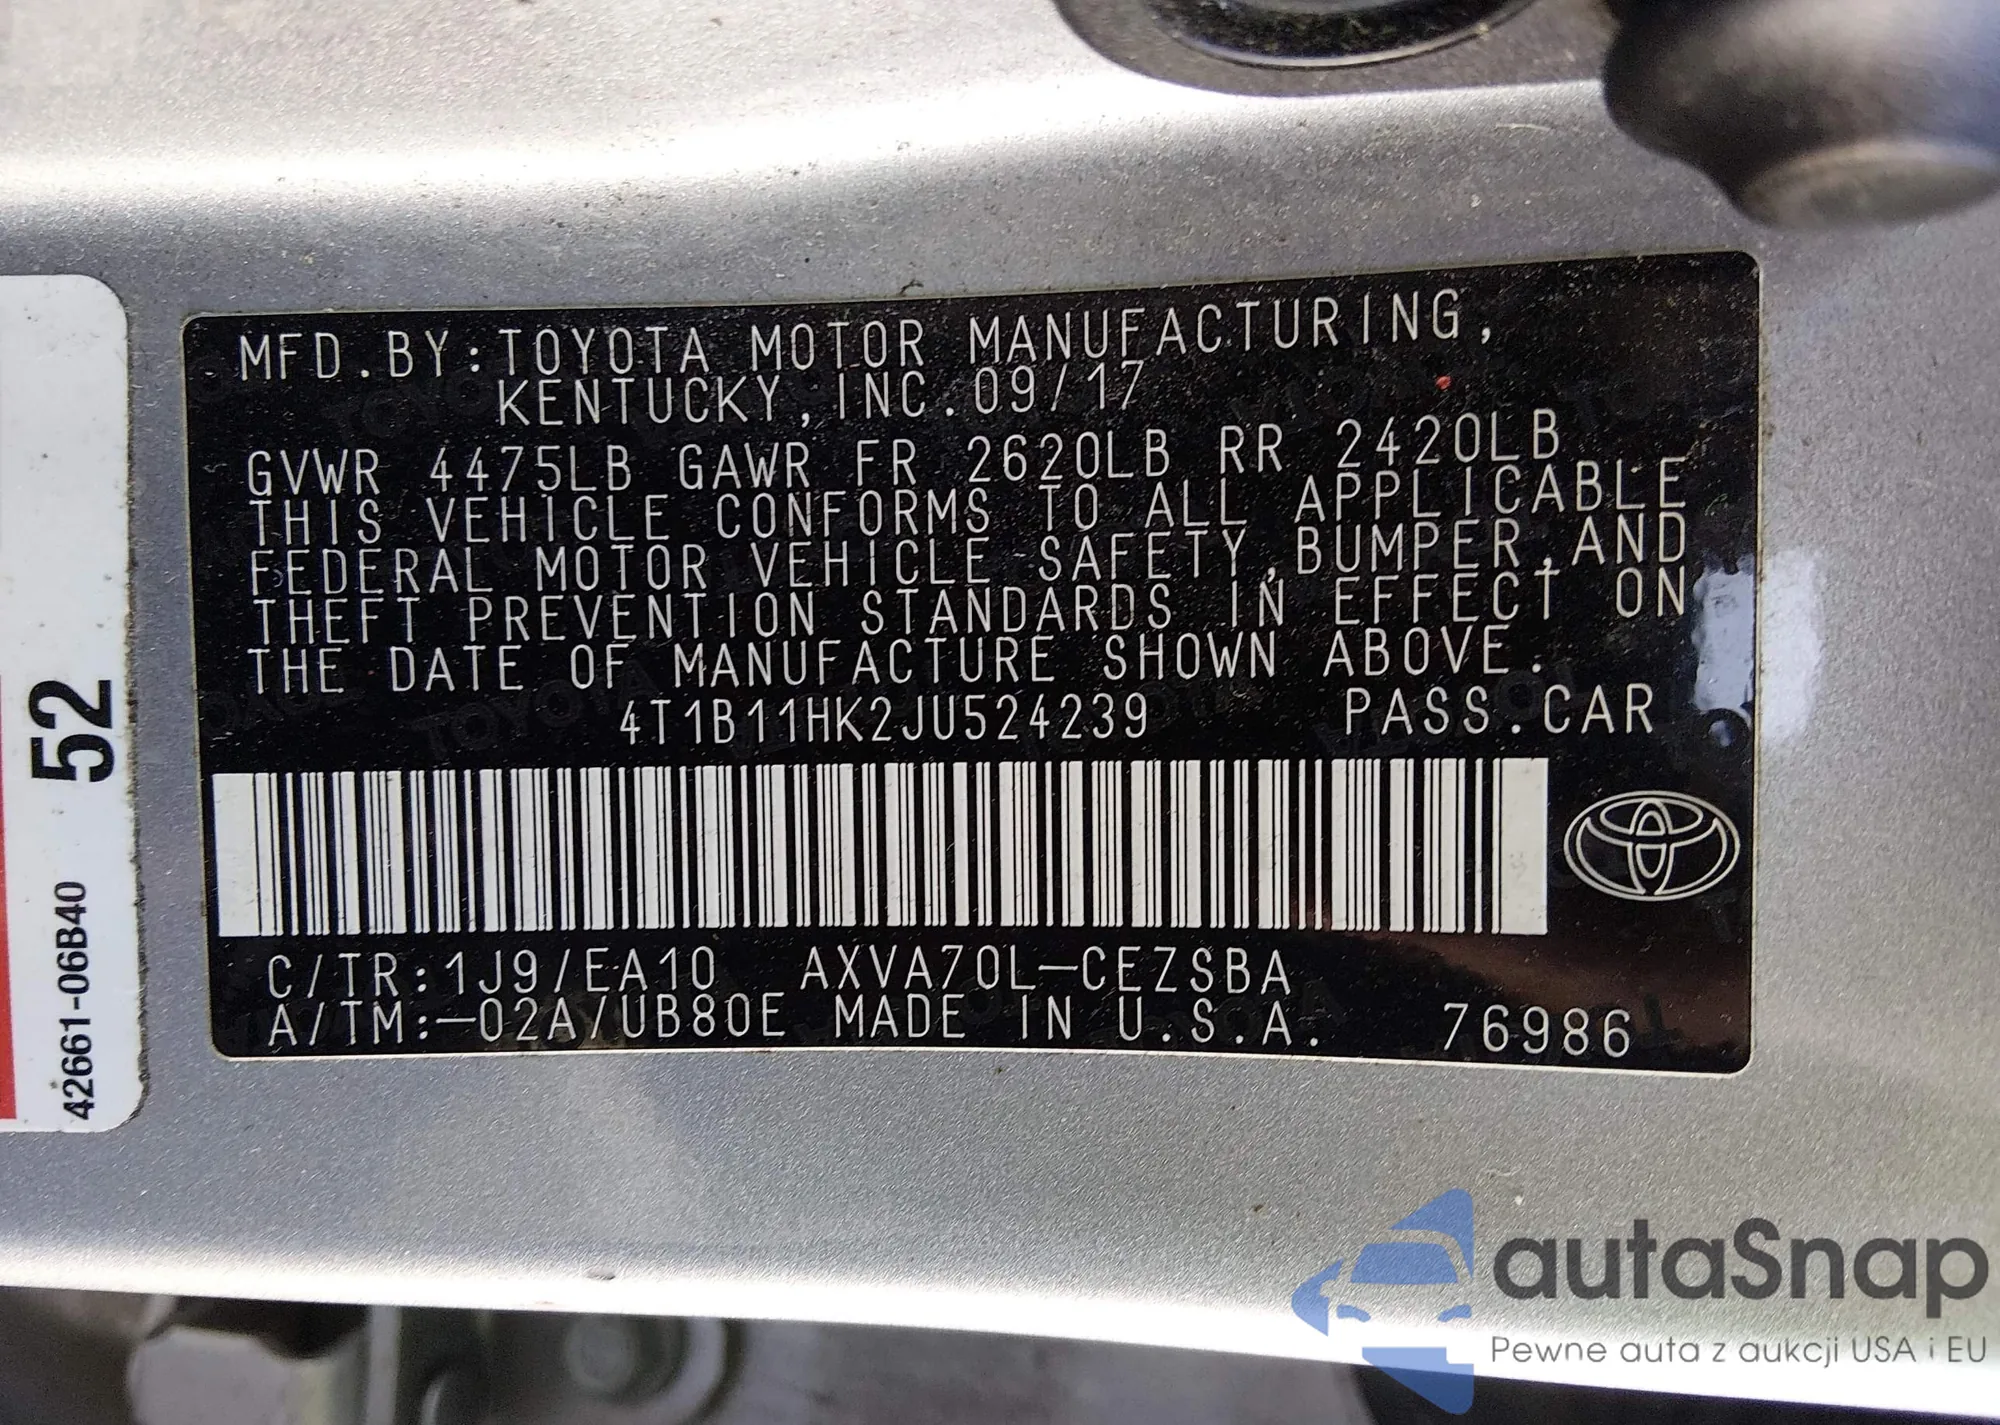 MFD.BY:TOYOTA MOTOR MANUFACTURING,
KENTUCKY,INC.09/17
GVWR 4475LB GAWR FR 2620LB RR 2420LB
THIS VEHICLE CONFORMS TO ALL APPLICABLE
FEDERAL MOTOR VEHICLE SAFETY,BUMPER,AND
THEFT PREVENTION STANDARDS IN EFFECT ON
THE DATE OF MANUFACTURE SHOWN ABOVE.
4T1B11HK2JU524239 PASS.CAR
C/TR:1J9/EA10 AXVA70L-CEZSBA
A/TM:-02A/UB80E MADE IN U.S.A. 76986
52
42661-06B40
autaSnap
Pewne auta z aukcji USA i EU